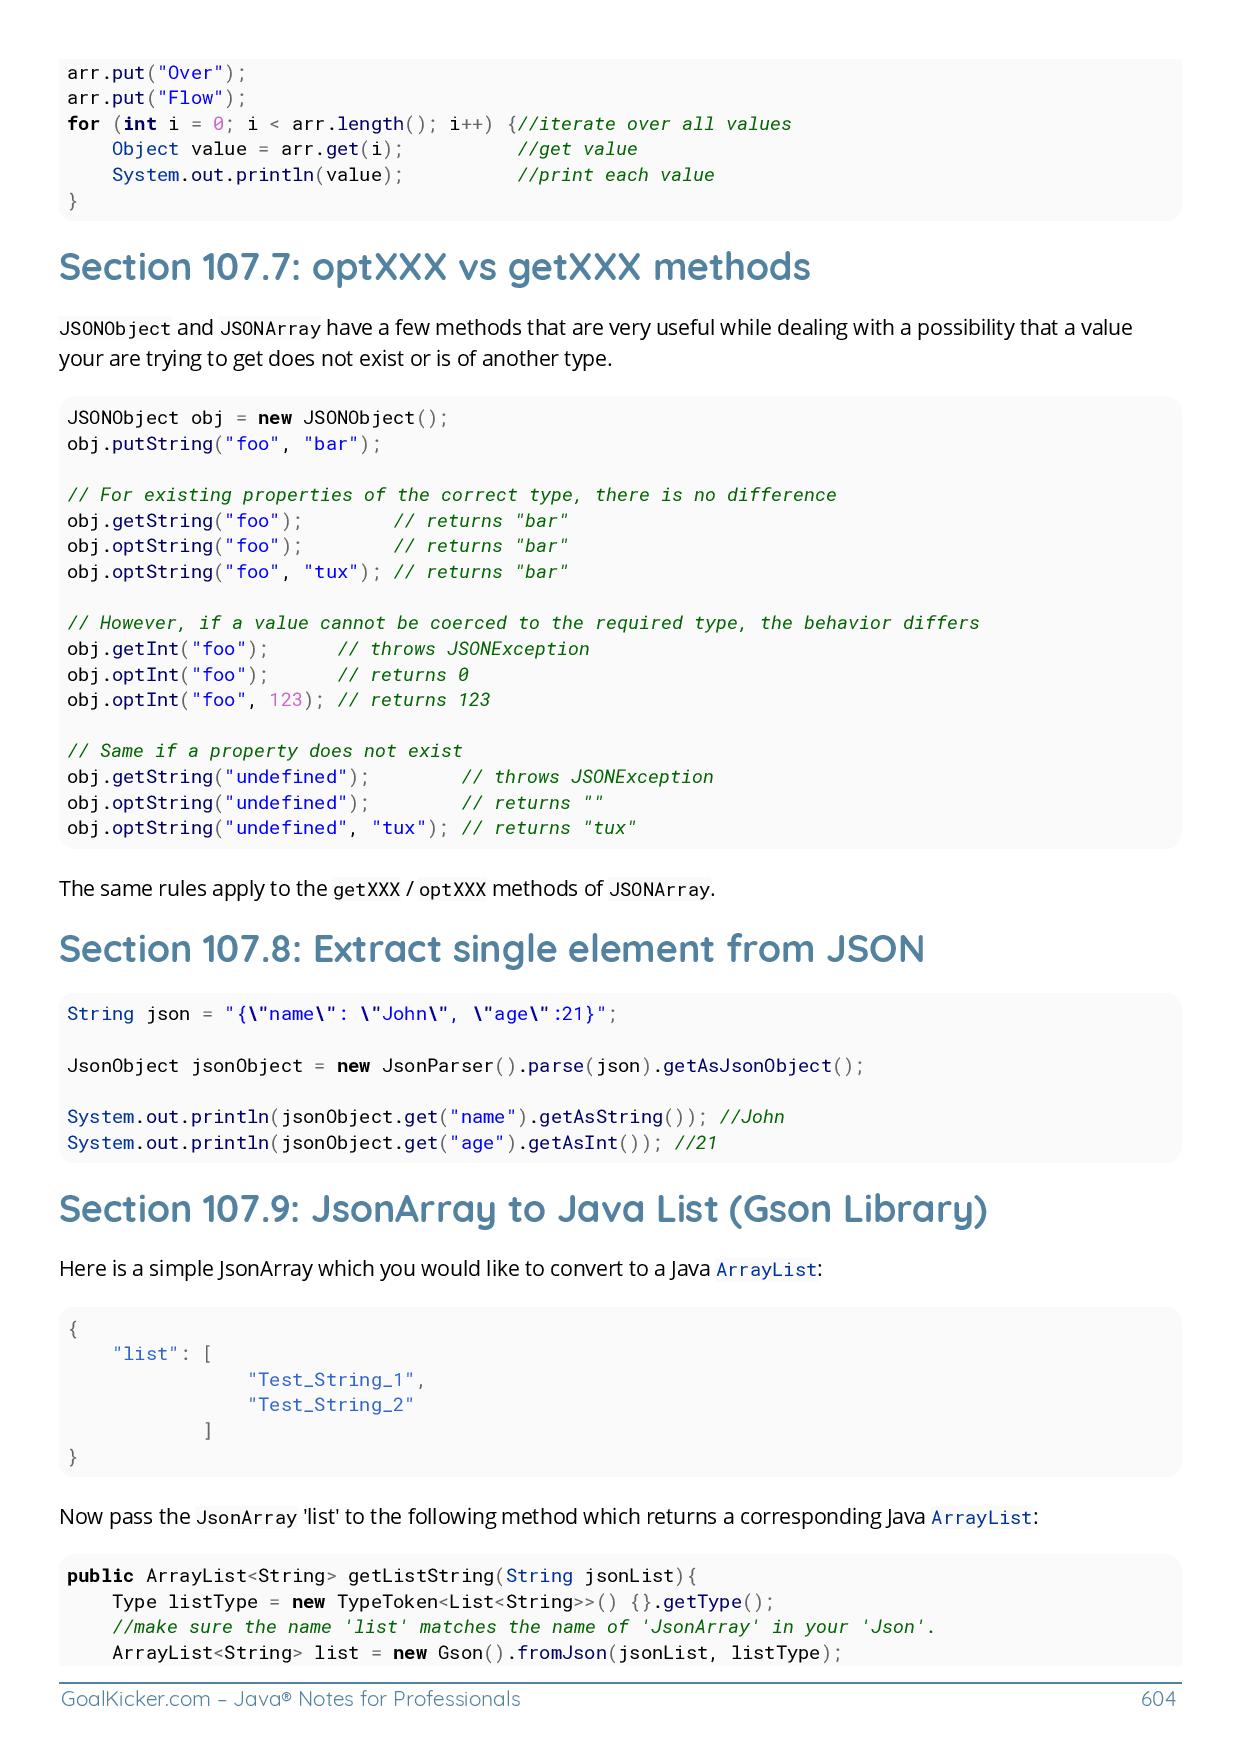 arr.put("Over");
arr.put("Flow");
for (int i = 0; i < arr.length(); i++) {//iterate over all values
    Object value = arr.get(i);          //get value
    System.out.println(value);          //print each value
}
Section 107.7: optXXX vs getXXX methods
JSONObject and JSONArray have a few methods that are very useful while dealing with a possibility that a value
your are trying to get does not exist or is of another type.
JSONObject obj = new JSONObject();
obj.putString("foo", "bar");
// For existing properties of the correct type, there is no difference
obj.getString("foo");        // returns "bar"
obj.optString("foo");        // returns "bar"
obj.optString("foo", "tux"); // returns "bar"
// However, if a value cannot be coerced to the required type, the behavior differs
obj.getInt("foo");      // throws JSONException
obj.optInt("foo");      // returns 0
obj.optInt("foo", 123); // returns 123
// Same if a property does not exist
obj.getString("undefined");        // throws JSONException
obj.optString("undefined");        // returns ""
obj.optString("undefined", "tux"); // returns "tux"
The same rules apply to the getXXX / optXXX methods of JSONArray.
Section 107.8: Extract single element from JSON
String json = "{\"name\": \"John\", \"age\":21}";
JsonObject jsonObject = new JsonParser().parse(json).getAsJsonObject();
System.out.println(jsonObject.get("name").getAsString()); //John
System.out.println(jsonObject.get("age").getAsInt()); //21
Section 107.9: JsonArray to Java List (Gson Library)
Here is a simple JsonArray which you would like to convert to a Java ArrayList:
{
    "list": [
                "Test_String_1",
                "Test_String_2"
            ]
}
Now pass the JsonArray 'list' to the following method which returns a corresponding Java ArrayList:
public ArrayList<String> getListString(String jsonList){
    Type listType = new TypeToken<List<String>>() {}.getType();
    //make sure the name 'list' matches the name of 'JsonArray' in your 'Json'.
    ArrayList<String> list = new Gson().fromJson(jsonList, listType);
GoalKicker.com – Java® Notes for Professionals 604